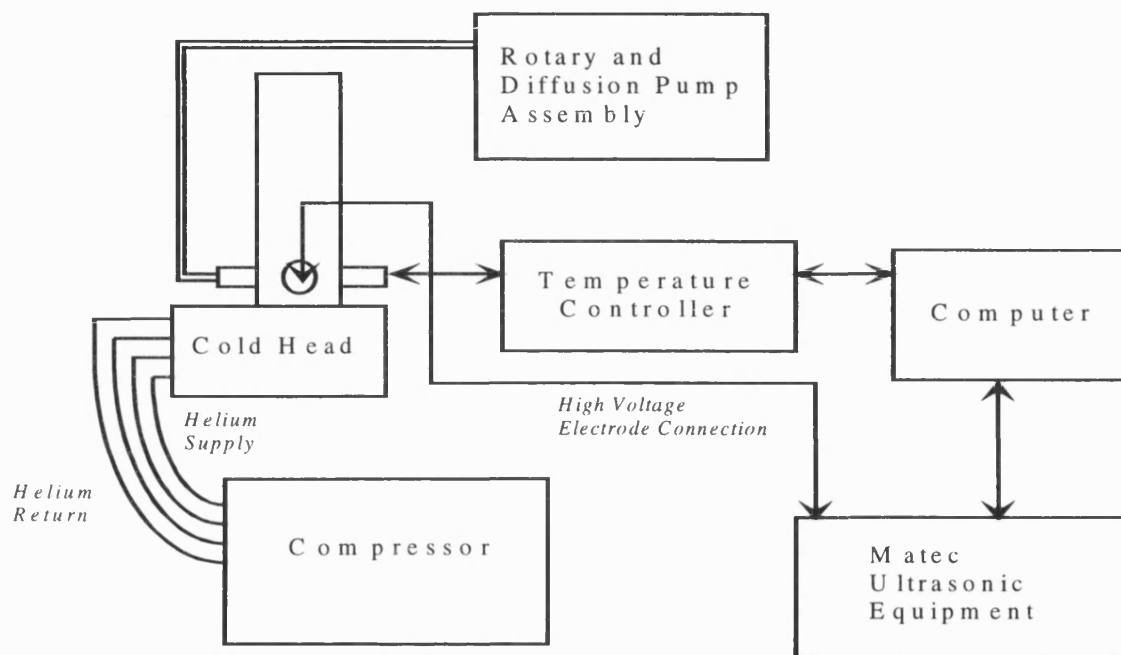 Rotary and
Diffusion Pump
Assembly
Temperature
Controller
Computer
Cold Head
Helium
Supply
High Voltage
Electrode Connection
Helium
Return
Compressor
Matec
Ultrasonic
Equipment